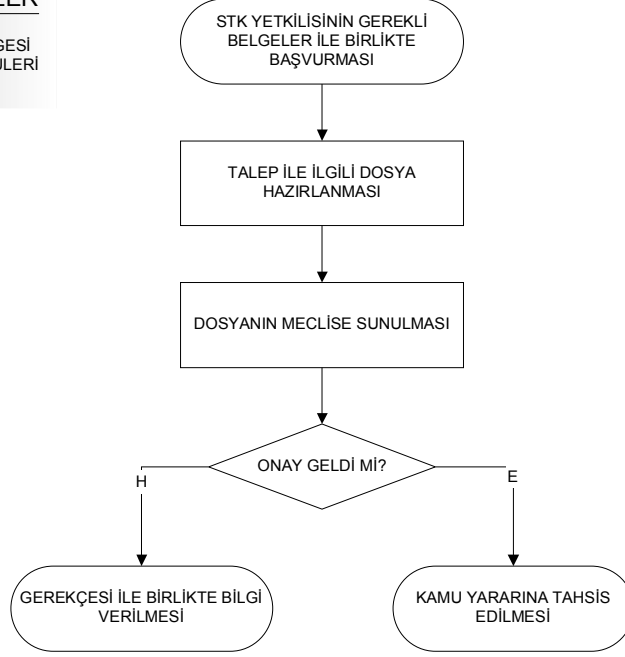 STK YETKİLİSİNİN GEREKLİ
BELGELER İLE BİRLİKTE
BAŞVURMASI
TALEP İLE İLGİLİ DOSYA
HAZIRLANMASI
DOSYANIN MECLİSE SUNULMASI
ONAY GELDİ Mİ?
H
E
GEREKÇESİ İLE BİRLİKTE BİLGİ
VERİLMESİ
KAMU YARARINA TAHSİS
EDİLMESİ